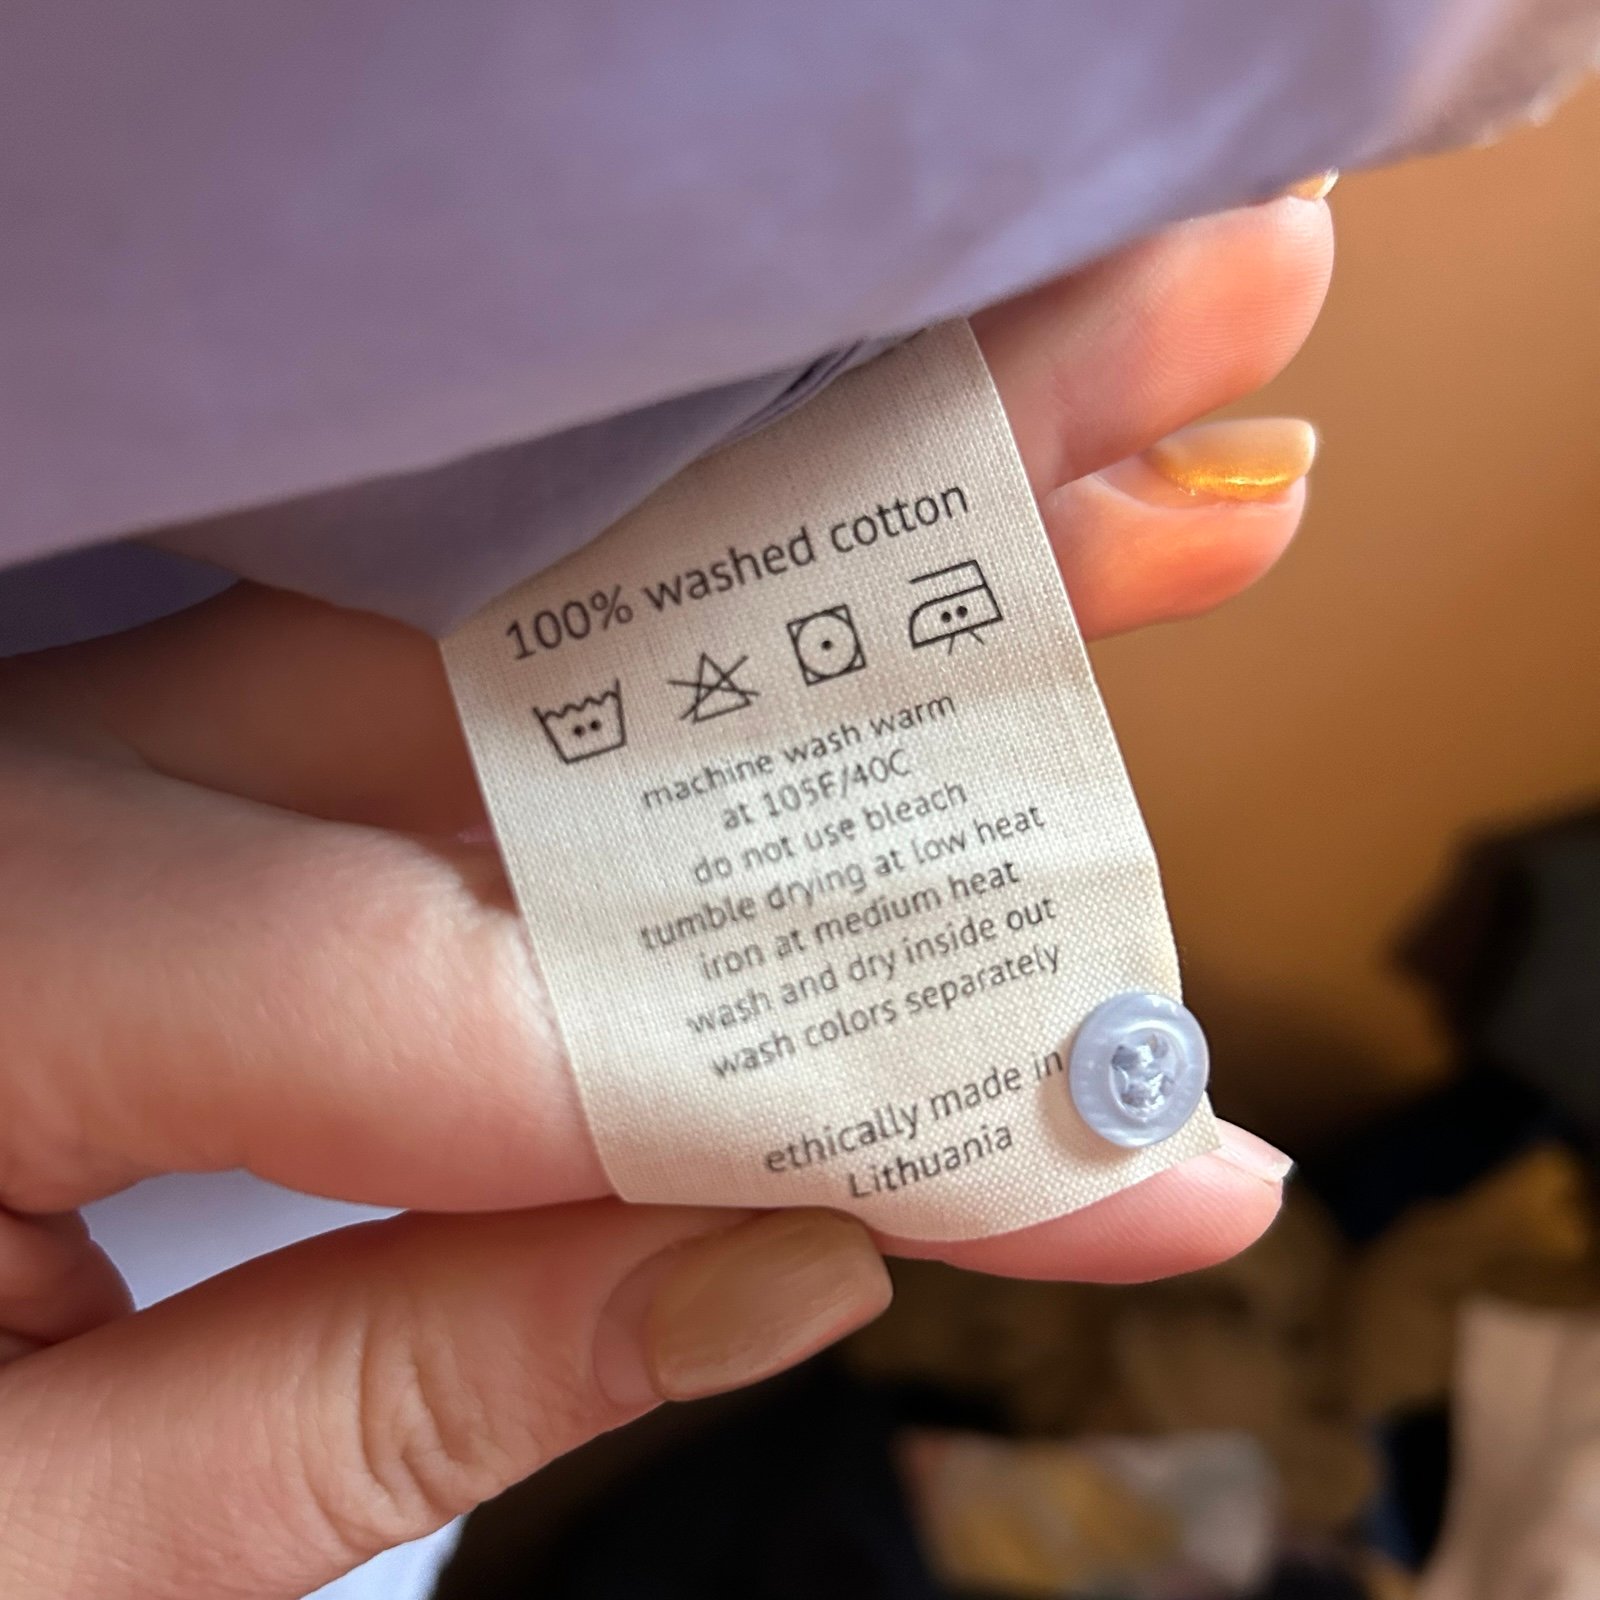 100% washed cotton
machine wash warm
at 105F/40C
do not use bleach
tumble drying at low heat
iron at medium heat
wash and dry inside out
wash colors separately
ethically made in
Lithuania